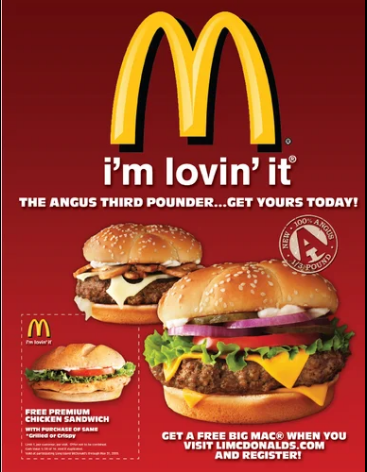 i'm lovin' it®
THE ANGUS THIRD POUNDER...GET YOURS TODAY!
NEW · 100% ANGUS
A
1/3 POUND
i'm lovin' it
FREE PREMIUM
CHICKEN SANDWICH
WITH PURCHASE OF SAME
*Grilled or Crispy
GET A FREE BIG MAC® WHEN YOU
VISIT LIMCDONALDS.COM
AND REGISTER!